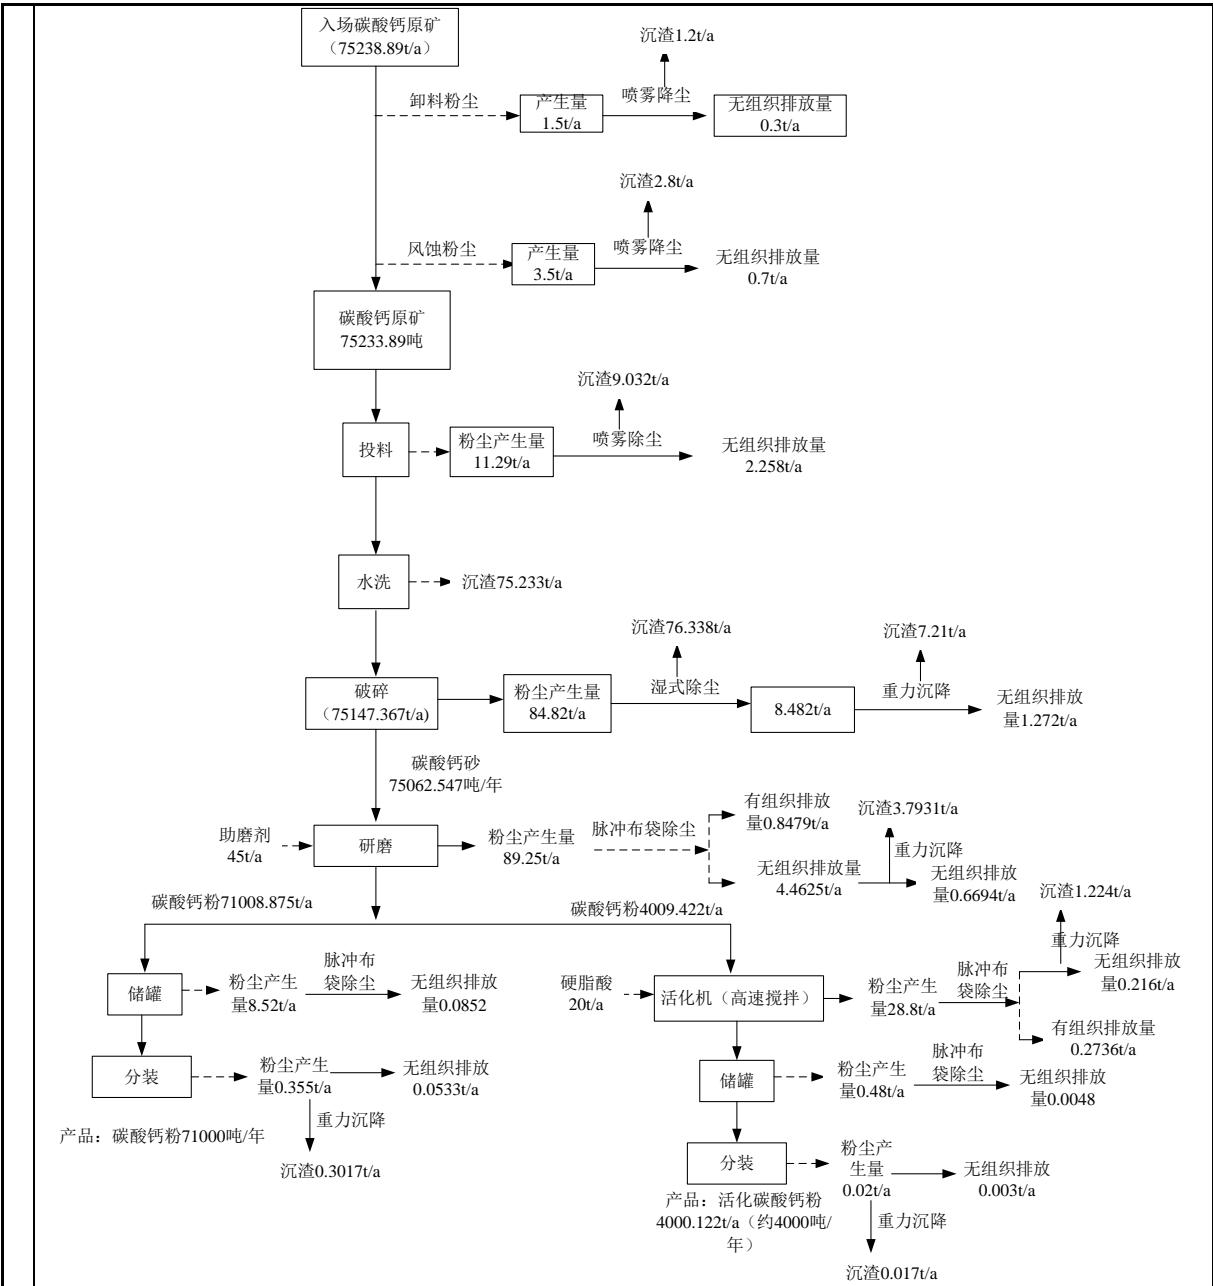 入场碳酸钙原矿
（75238.89t/a）
沉渣1.2t/a
卸料粉尘
产生量
1.5t/a
喷雾降尘
无组织排放量
0.3t/a
沉渣2.8t/a
风蚀粉尘
产生量
3.5t/a
喷雾降尘
无组织排放量
0.7t/a
碳酸钙原矿
75233.89吨
沉渣9.032t/a
投料
粉尘产生量
11.29t/a
喷雾除尘
无组织排放量
2.258t/a
水洗
沉渣75.233t/a
沉渣76.338t/a
沉渣7.21t/a
破碎
（75147.367t/a)
粉尘产生量
84.82t/a
湿式除尘
8.482t/a
重力沉降
无组织排放
量1.272t/a
碳酸钙砂
75062.547吨/年
助磨剂
45t/a
研磨
粉尘产生量
89.25t/a
脉冲布袋除尘
有组织排放
量0.8479t/a
沉渣3.7931t/a
重力沉降
无组织排放量
4.4625t/a
无组织排放
量0.6694t/a
碳酸钙粉71008.875t/a
碳酸钙粉4009.422t/a
沉渣1.224t/a
重力沉降
储罐
粉尘产生
量8.52t/a
脉冲布
袋除尘
无组织排放
量0.0852
硬脂酸
20t/a
活化机（高速搅拌）
粉尘产生
量28.8t/a
脉冲布
袋除尘
无组织排放
量0.216t/a
有组织排放量
0.2736t/a
分装
粉尘产生
量0.355t/a
无组织排放
0.0533t/a
重力沉降
产品：碳酸钙粉71000吨/年
沉渣0.3017t/a
储罐
粉尘产生
量0.48t/a
脉冲布
袋除尘
无组织排放
量0.0048
分装
粉尘产
生量
0.02t/a
无组织排放
0.003t/a
产品：活化碳酸钙粉
4000.122t/a（约4000吨/
年）
重力沉降
沉渣0.017t/a